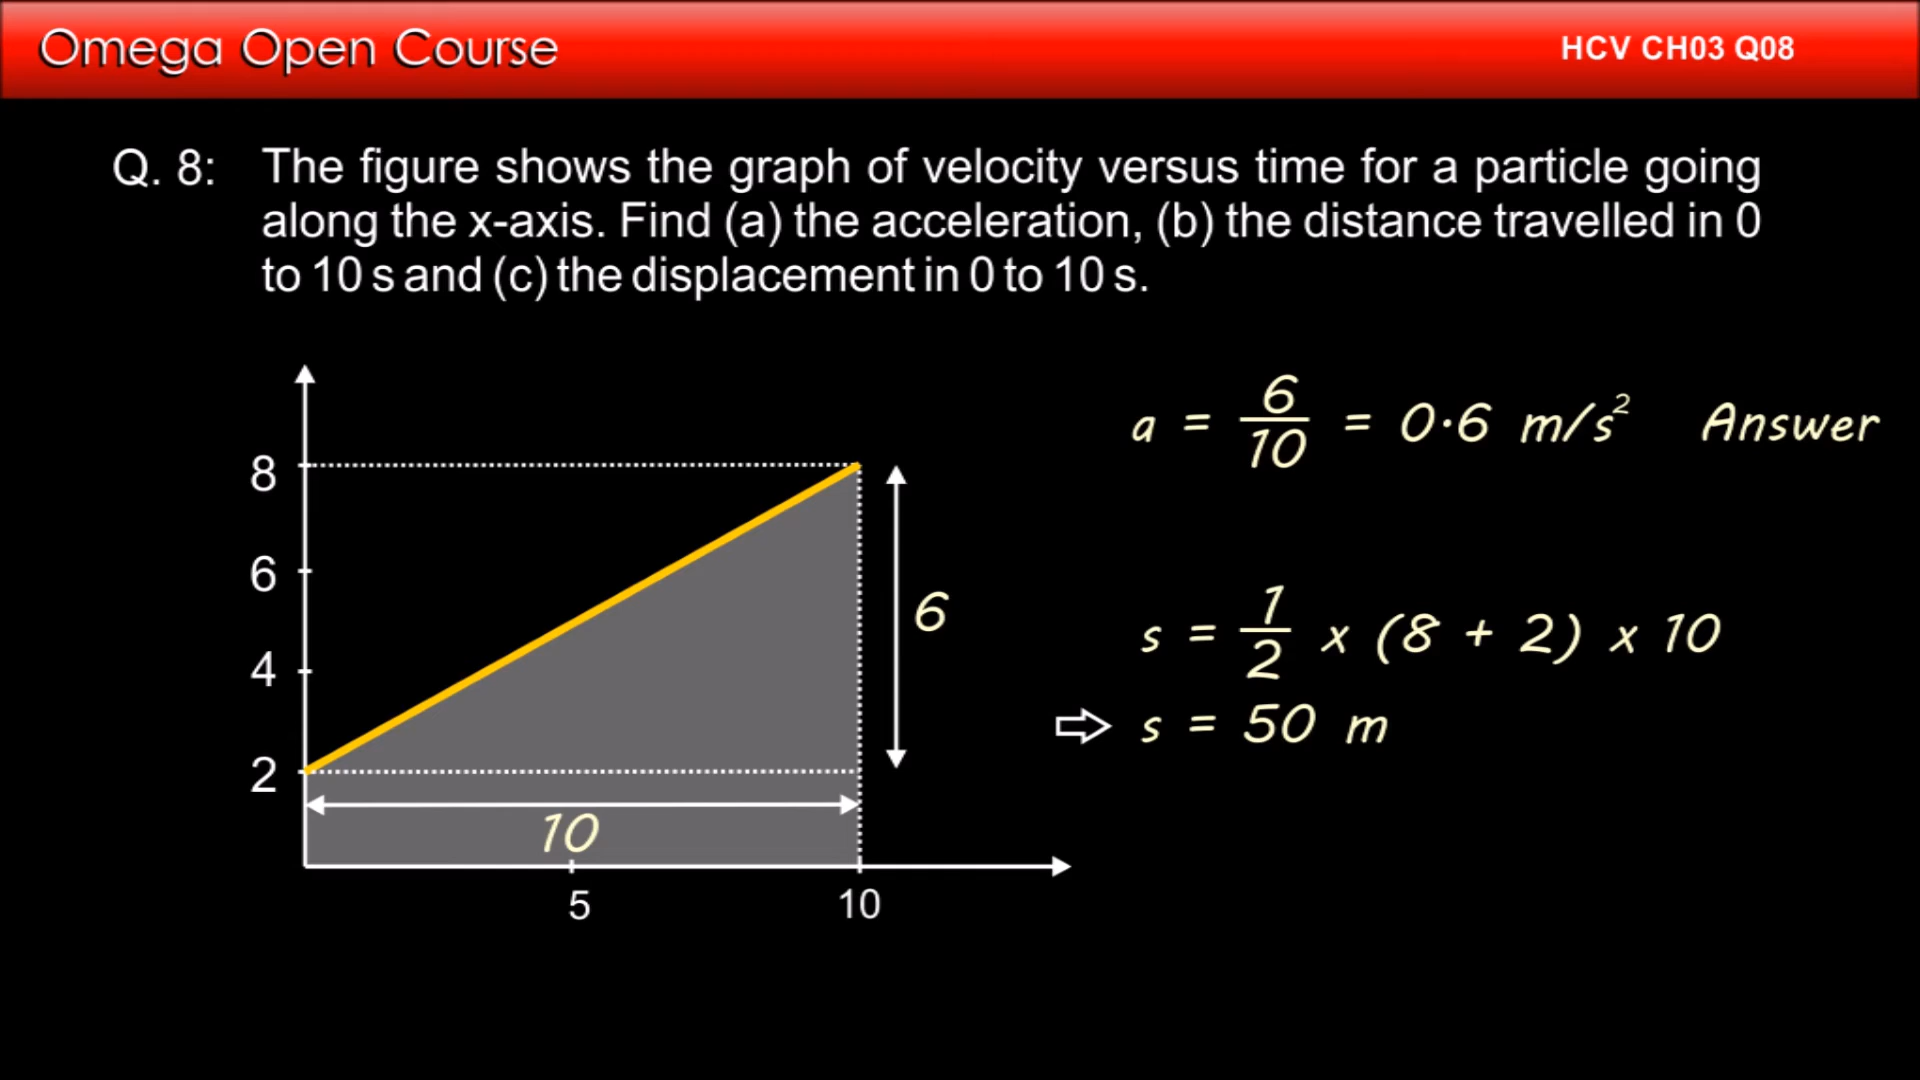 Omega Open Course
HCV CH03 Q08
Q. 8: The figure shows the graph of velocity versus time for a particle going
along the x-axis. Find (a) the acceleration, (b) the distance travelled in 0
to 10 s and (c) the displacement in 0 to 10 s.
8
6
4
2
6
10
5
10
a = 6/10 = 0.6 m/s² Answer
s = 1/2 x (8 + 2) x 10
⇨ s = 50 m